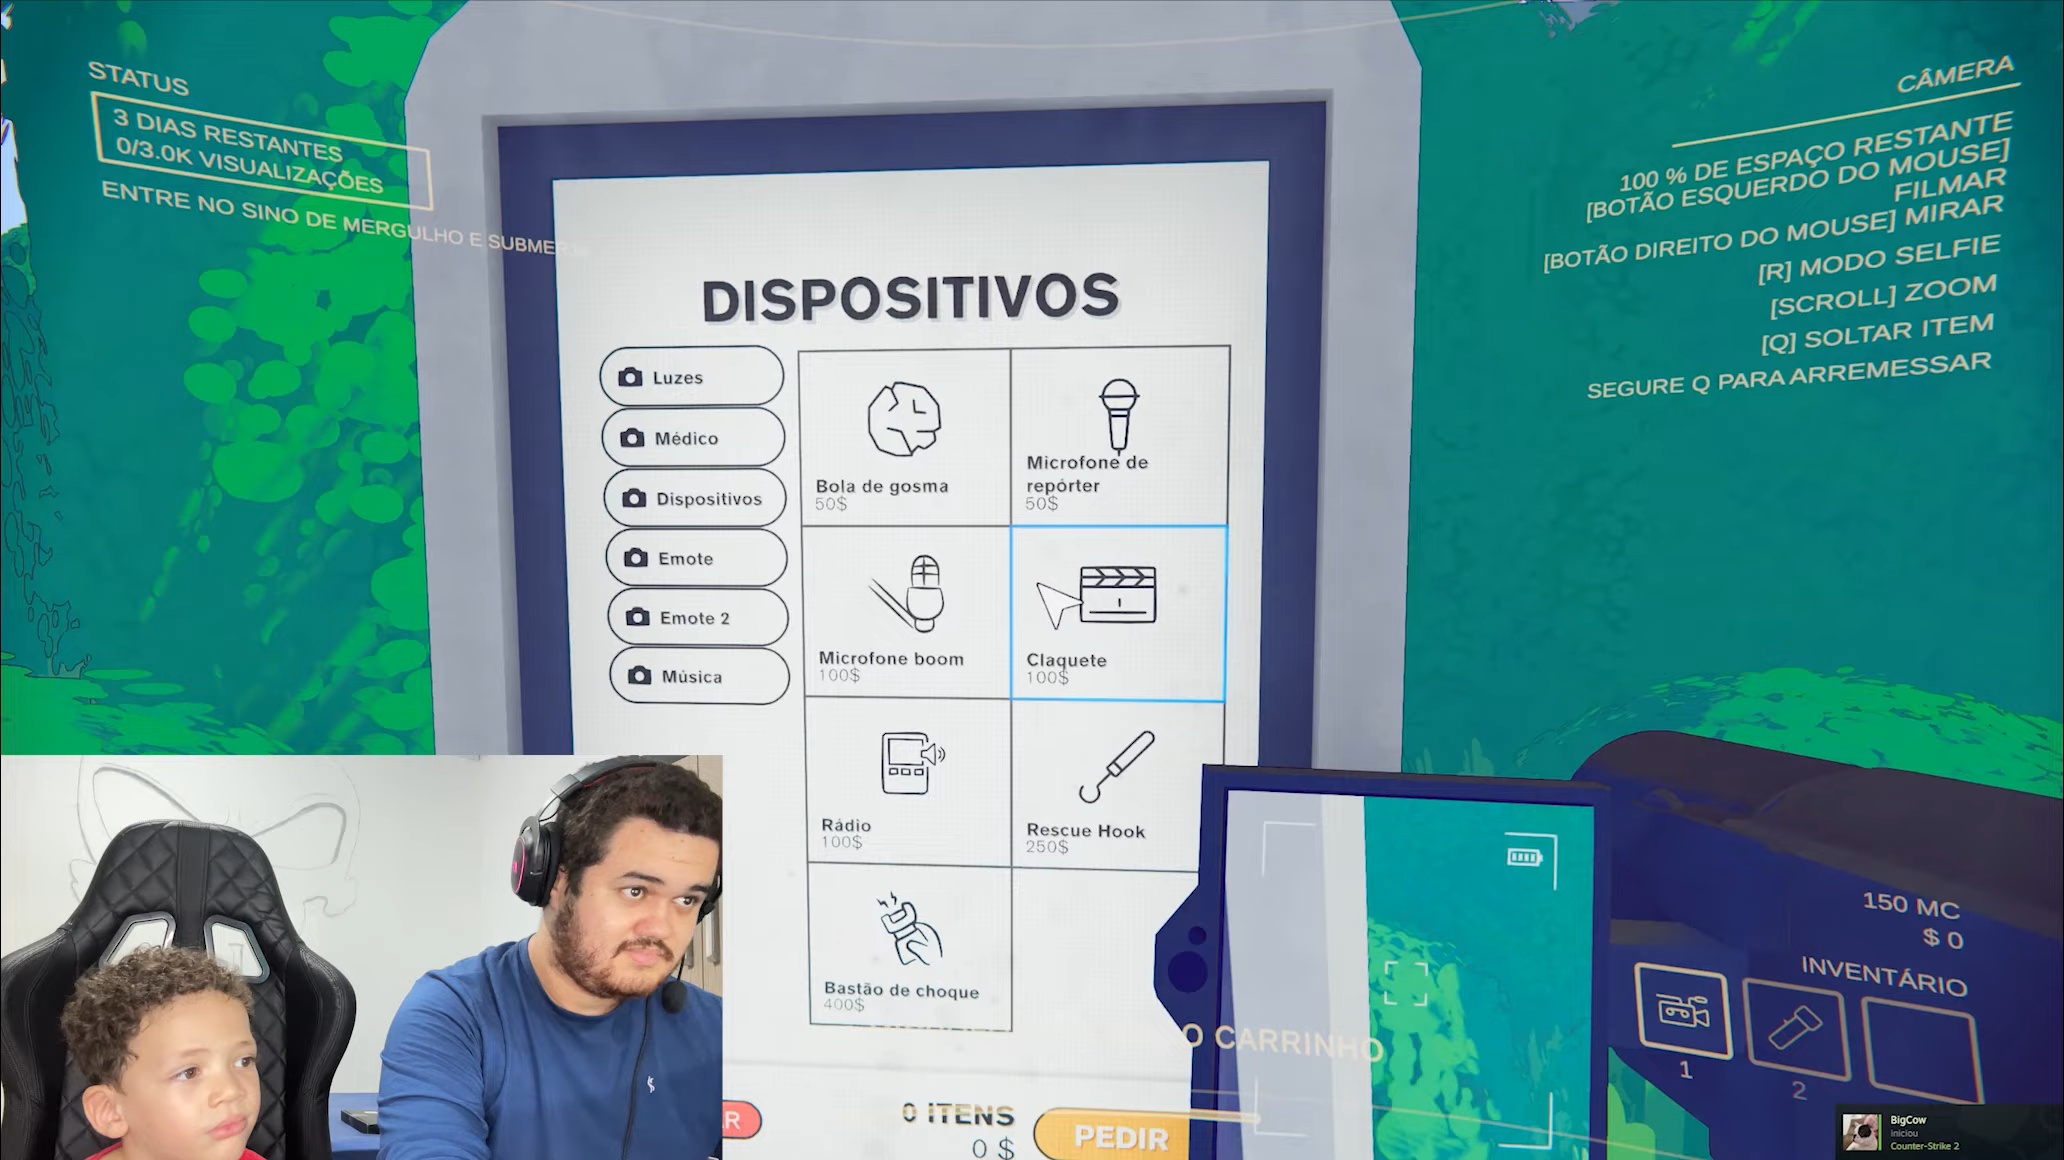 STATUS
3 DIAS RESTANTES
0/3.0K VISUALIZAÇÕES
ENTRE NO SINO DE MERGULHO E
CÂMERA
100 % DE ESPAÇO RESTANTE
[BOTÃO ESQUERDO DO MOUSE]
FILMAR
[BOTÃO DIREITO DO MOUSE] MIRAR
[R] MODO SELFIE
[SCROLL] ZOOM
[Q] SOLTAR ITEM
SEGURE Q PARA ARREMESSAR
DISPOSITIVOS
Luzes
Médico
Dispositivos
Emote
Emote 2
Música
Bola de gosma
50$
Microfone de
repórter
50$
Microfone boom
100$
Claquete
100$
Rádio
100$
Rescue Hook
250$
Bastão de choque
400$
O CARRINHO
0 ITENS
0 $
PEDIR
150 MC
$ 0
INVENTÁRIO
1
2
BigCow
iniciou
Counter-Strike 2